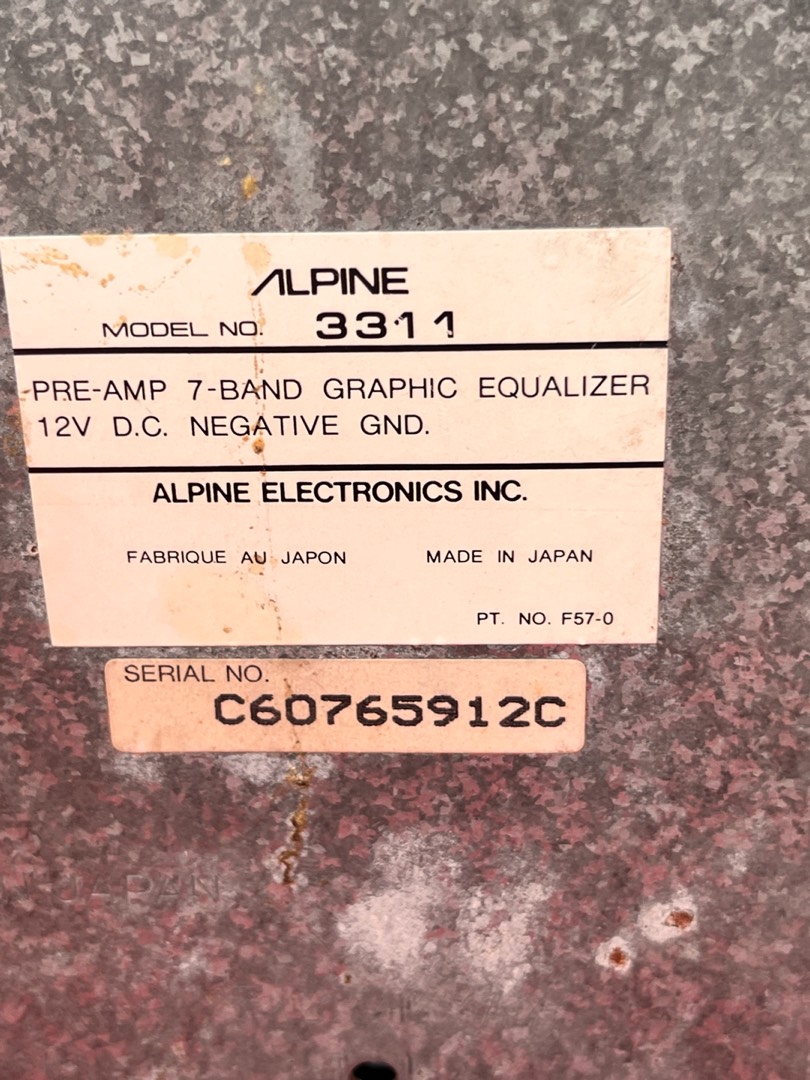 ALPINE
MODEL NO. 3311
PRE-AMP 7-BAND GRAPHIC EQUALIZER
12V D.C. NEGATIVE GND.
ALPINE ELECTRONICS INC.
FABRIQUE AU JAPON MADE IN JAPAN
PT. NO. F57-0
SERIAL NO.
C60765912C
JAPAN